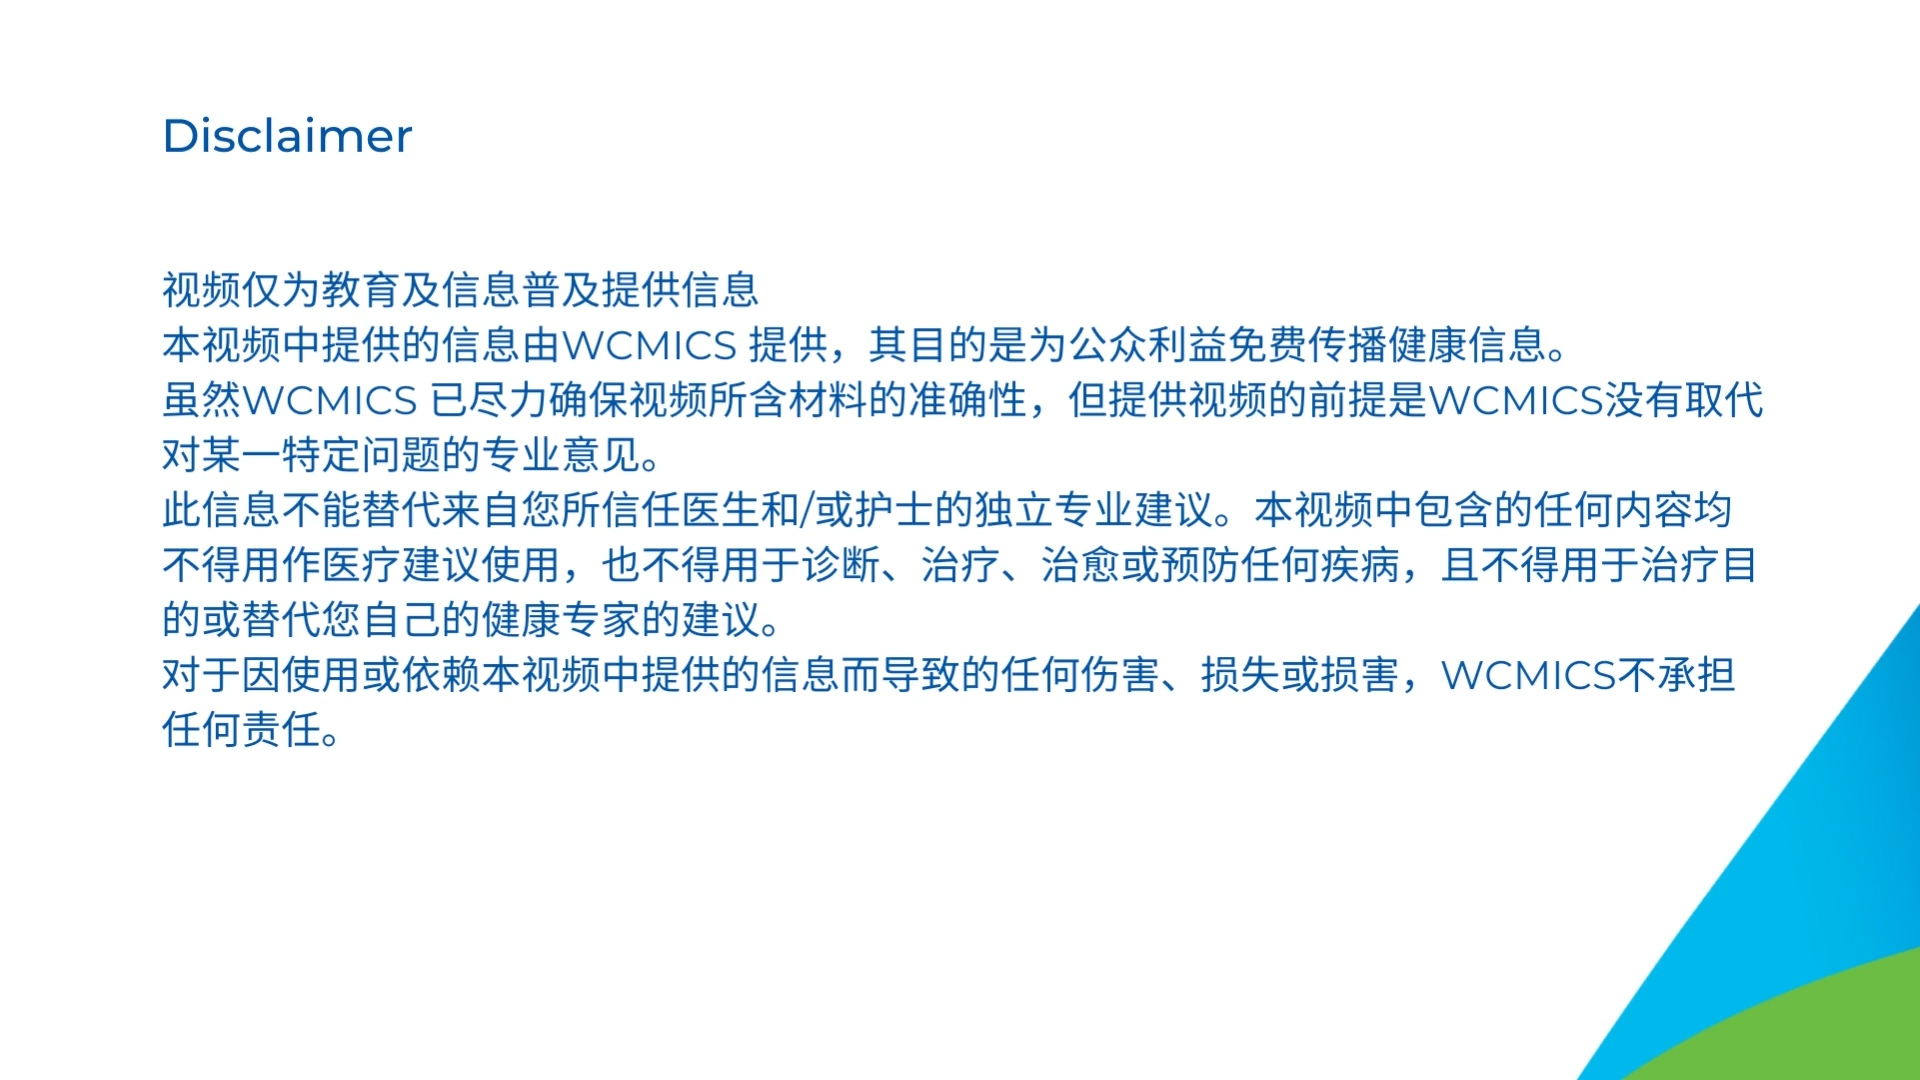 Disclaimer
视频仅为教育及信息普及提供信息
本视频中提供的信息由WCMICS 提供，其目的是为公众利益免费传播健康信息。
虽然WCMICS 已尽力确保视频所含材料的准确性，但提供视频的前提是WCMICS没有取代
对某一特定问题的专业意见。
此信息不能替代来自您所信任医生和/或护士的独立专业建议。本视频中包含的任何内容均
不得用作医疗建议使用，也不得用于诊断、治疗、治愈或预防任何疾病，且不得用于治疗目
的或替代您自己的健康专家的建议。
对于因使用或依赖本视频中提供的信息而导致的任何伤害、损失或损害，WCMICS不承担
任何责任。